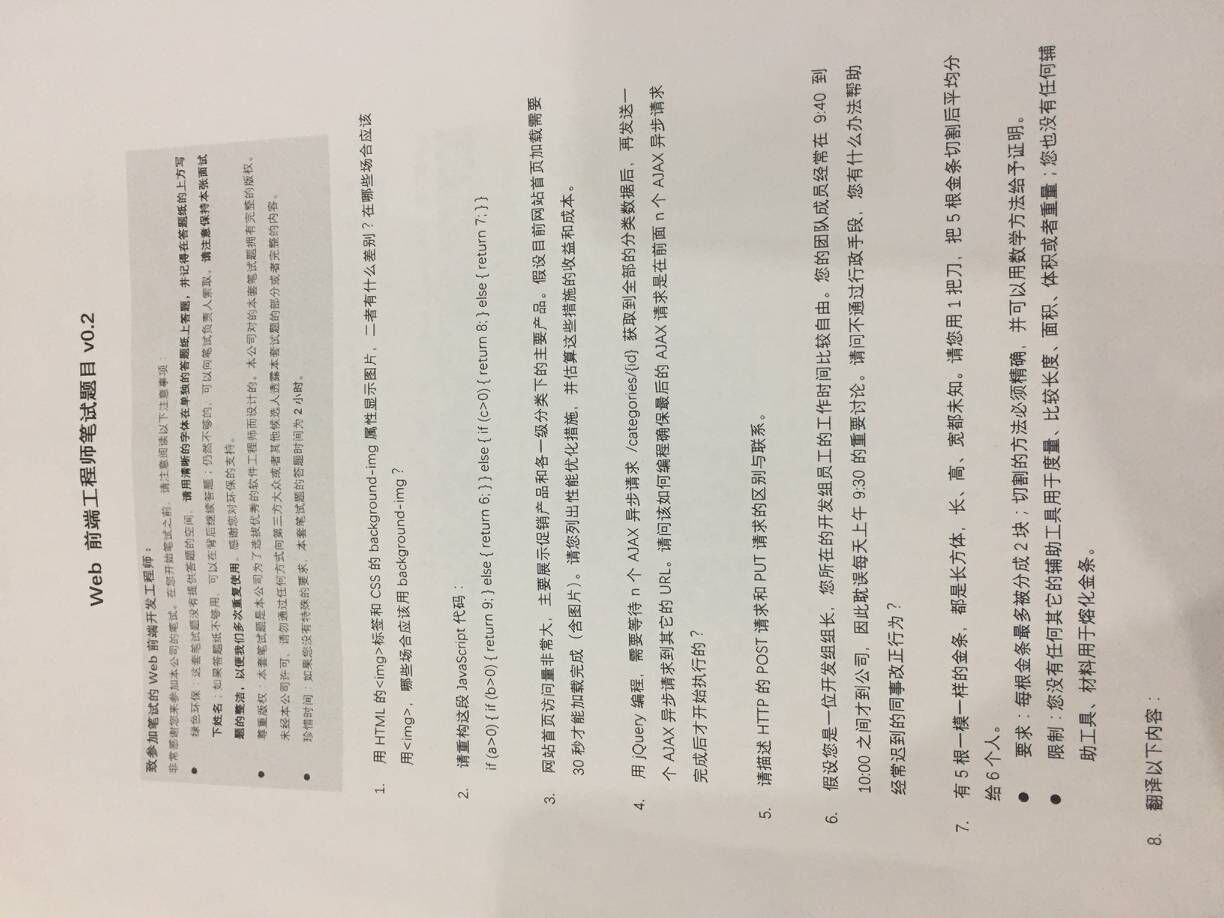 Web 前端工程师笔试题目 v0.2
致参加笔试的 Web 前端开发工程师：
非常感谢您来参加本公司的笔试。在您开始笔试之前，请注意阅读以下注意事项：
● 绿色环保：这套笔试题没有提供答题的空间，请用清晰的字体在单独的答题纸上答题，并记得在答题纸的上方写
下姓名；如果答题纸不够用，可以在背后继续答题；仍然不够的，可以向笔试负责人索取。请注意保持本张面试
题的整洁，以便我们多次重复使用。感谢您对环保的支持。
● 尊重版权：本套笔试题是本公司为了选拔优秀的软件工程师而设计的。本公司对的本套笔试题拥有完整的版权。
未经本公司许可，请勿通过任何方式向第三方大众或者其他候选人透露本套试题的部分或者完整的内容。
● 珍惜时间：如果您没有特殊的要求，本套笔试题的答题时间为 2 小时。
1. 用 HTML 的<img>标签和 CSS 的 background-img 属性显示图片，二者有什么差别？在哪些场合应该
用<img>，哪些场合应该用 background-img？
2. 请重构这段 JavaScript 代码：
if (a>0) { if (b>0) { return 9; } else { return 6; } } else { if (c>0) { return 8; } else { return 7; } }
3. 网站首页访问量非常大，主要展示促销产品和各一级分类下的主要产品。假设目前网站首页加载需要
30 秒才能加载完成（含图片）。请您列出性能优化措施，并估算这些措施的收益和成本。
4. 用 jQuery 编程，需要等待 n 个 AJAX 异步请求 /categories/{id} 获取到全部的分类数据后，再发送一
个 AJAX 异步请求到其它的 URL。请问该如何编程确保最后的 AJAX 请求是在前面 n 个 AJAX 异步请求
完成后才开始执行的？
5. 请描述 HTTP 的 POST 请求和 PUT 请求的区别与联系。
6. 假设您是一位开发组组长，您所在的开发组员工的工作时间比较自由。您的团队成员经常在 9:40 到
10:00 之间才到公司，因此耽误每天上午 9:30 的重要讨论。请问不通过行政手段，您有什么办法帮助
经常迟到的同事改正行为？
7. 有 5 根一模一样的金条，都是长方体，长、高、宽都未知。请您用 1 把刀，把 5 根金条切割后平均分
给 6 个人。
● 要求：每根金条最多被分成 2 块；切割的方法必须精确，并可以用数学方法给予证明。
● 限制：您没有任何其它的辅助工具用于度量、比较长度、面积、体积或者重量；您也没有任何辅
助工具、材料用于熔化金条。
8. 翻译以下内容：